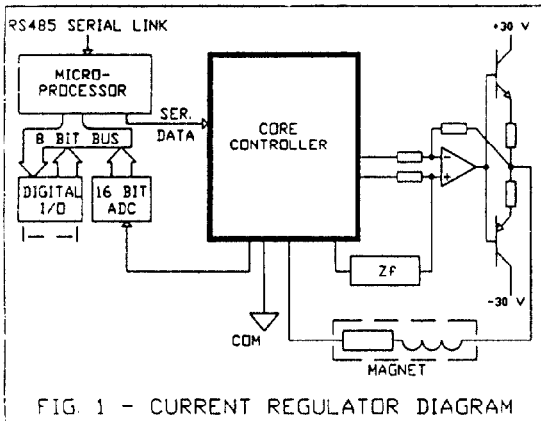 RS485 SERIAL LINK
+30 V
MICRO-
PROCESSOR
SER.
DATA
8 BIT BUS
CORE
CONTROLLER
DIGITAL
I/O
16 BIT
ADC
-
+
Zf
-30 V
COM
MAGNET
FIG. 1 - CURRENT REGULATOR DIAGRAM